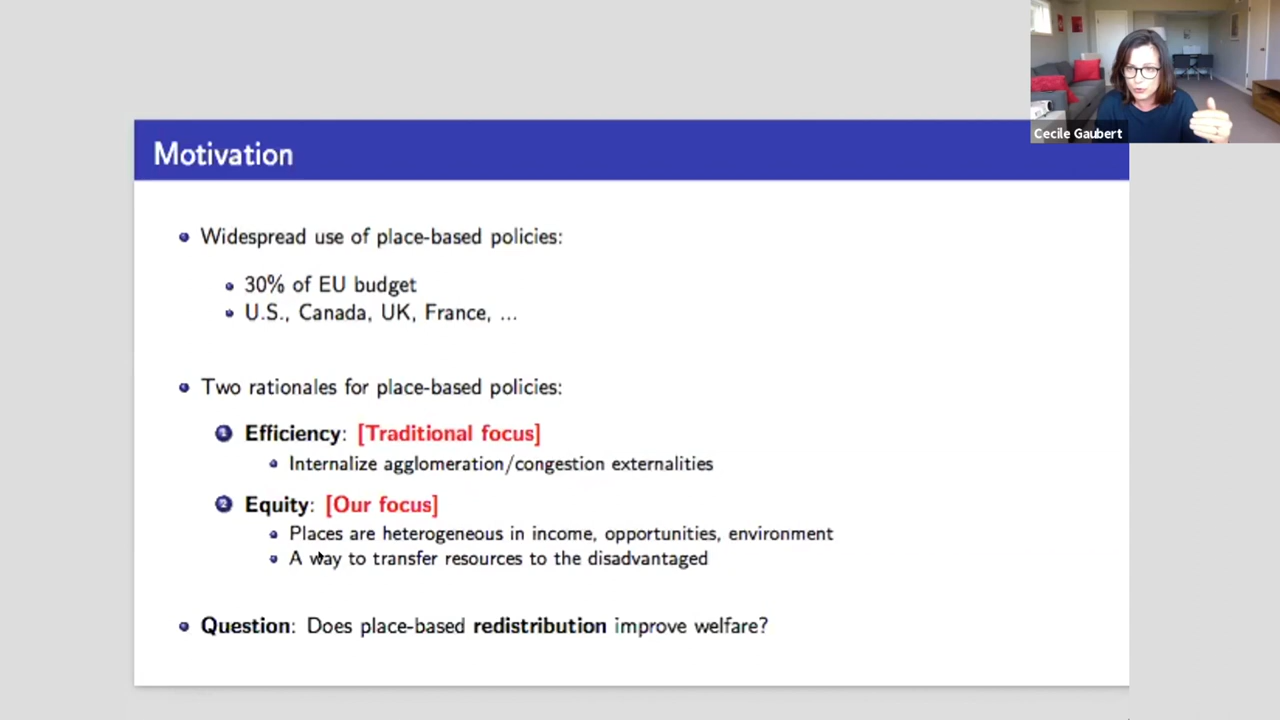 Cecile Gaubert
Motivation
Widespread use of place-based policies:
30% of EU budget
U.S., Canada, UK, France, ...
Two rationales for place-based policies:
1 Efficiency: [Traditional focus]
Internalize agglomeration/congestion externalities
2 Equity: [Our focus]
Places are heterogeneous in income, opportunities, environment
A way to transfer resources to the disadvantaged
Question: Does place-based redistribution improve welfare?